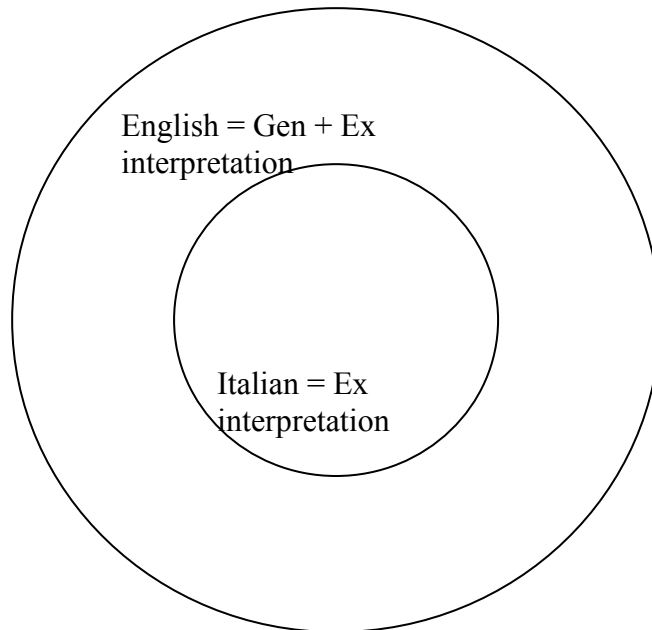 English = Gen + Ex
interpretation
Italian = Ex
interpretation